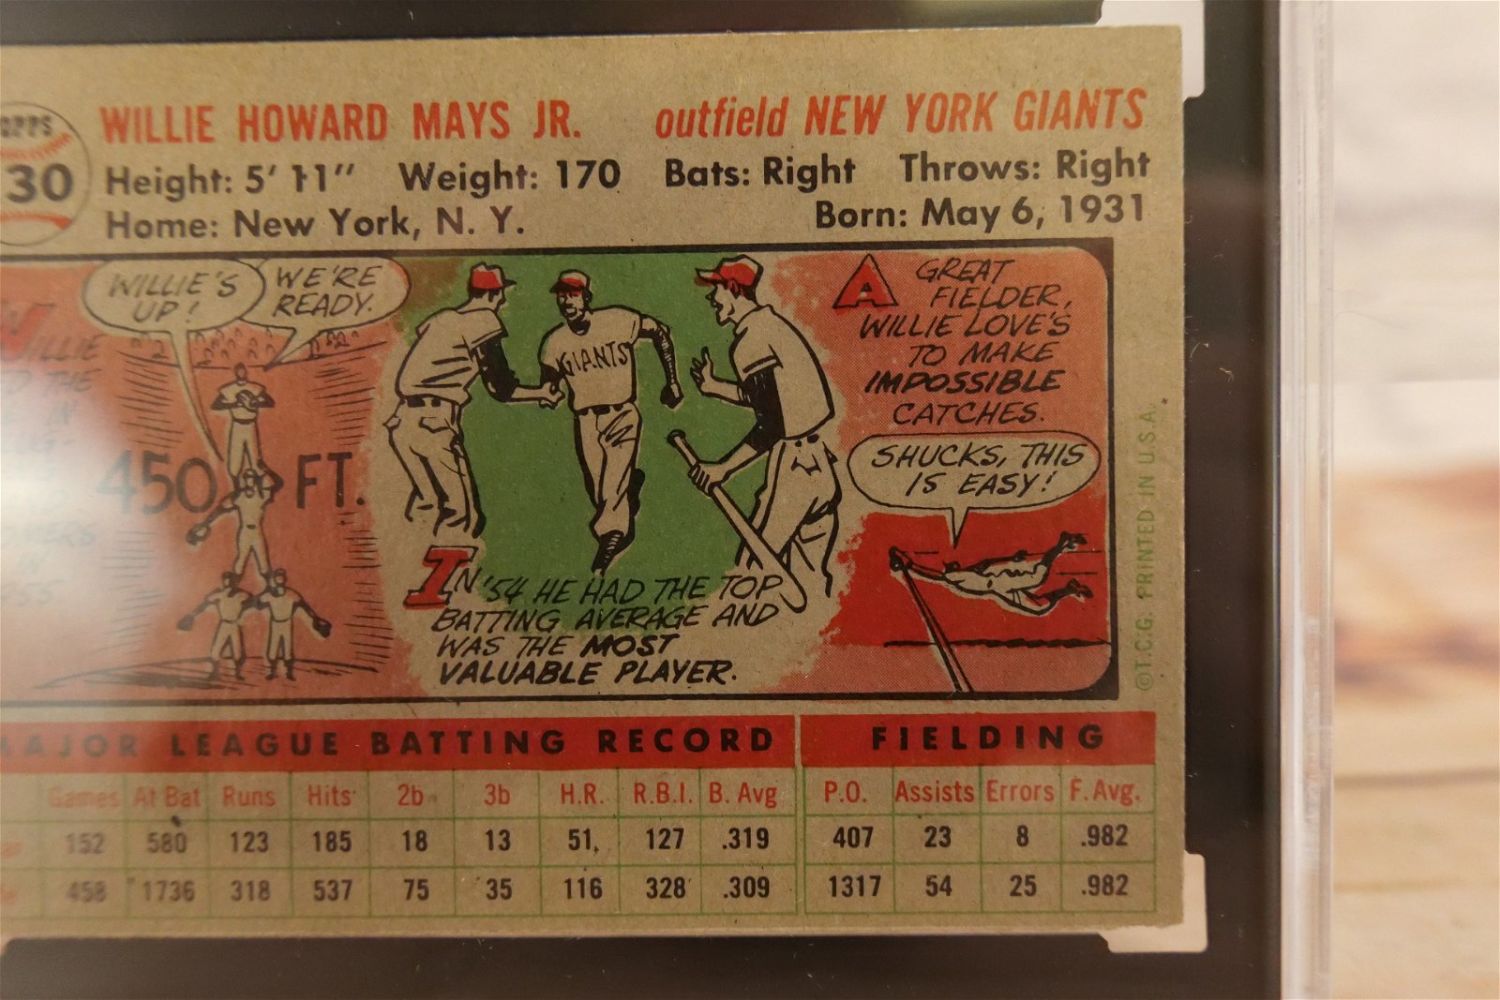 WILLIE HOWARD MAYS JR. outfield NEW YORK GIANTS
30 Height: 5' 11" Weight: 170 Bats: Right Throws: Right
Home: New York, N. Y. Born: May 6, 1931
WILLIE'S
UP!
WE'RE
READY.
WILLIE
THE
IN
450 FT.
IN '54 HE HAD THE TOP
BATTING AVERAGE AND
WAS THE MOST
VALUABLE PLAYER.
GIANTS
A GREAT
FIELDER,
WILLIE LOVE'S
TO MAKE
IMPOSSIBLE
CATCHES.
SHUCKS, THIS
IS EASY!
© T.C.G. PRINTED IN U.S.A.
MAJOR LEAGUE BATTING RECORD FIELDING
Games At Bat Runs Hits 2b 3b H.R. R.B.I. B. Avg P.O. Assists Errors F. Avg.
152 580 123 185 18 13 51 127 .319 407 23 8 .982
458 1736 318 537 75 35 116 328 .309 1317 54 25 .982